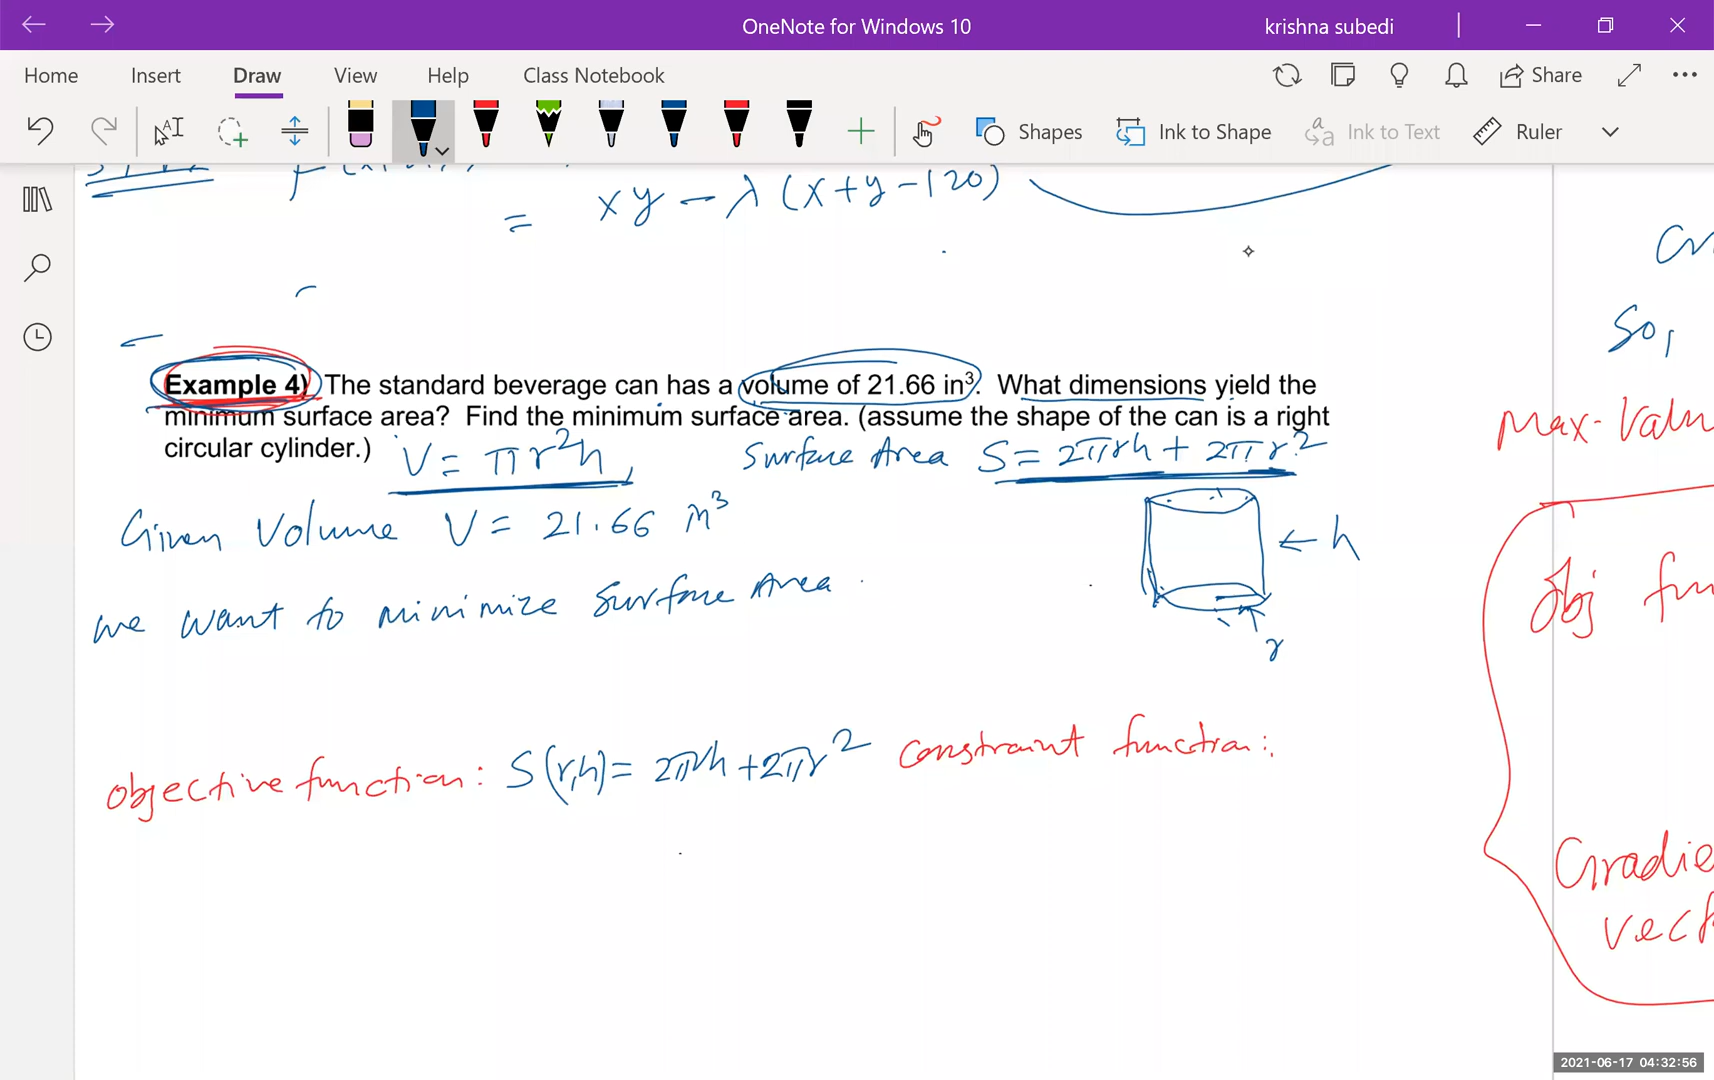 OneNote for Windows 10
krishna subedi
Home Insert Draw View Help Class Notebook
Share
Shapes Ink to Shape Ink to Text Ruler
= xy - λ (x+y-120)
Example 4) The standard beverage can has a volume of 21.66 in³. What dimensions yield the
minimum surface area? Find the minimum surface area. (assume the shape of the can is a right
circular cylinder.) V = πr²h, Surface Area S = 2πrh + 2πr²
Given Volume V = 21.66 in³
h
we want to minimize Surface Area
r
objective function: S(r,h) = 2πrh + 2πr² constraint function:
So,
Max-
Obj
2021-06-17 04:32:56